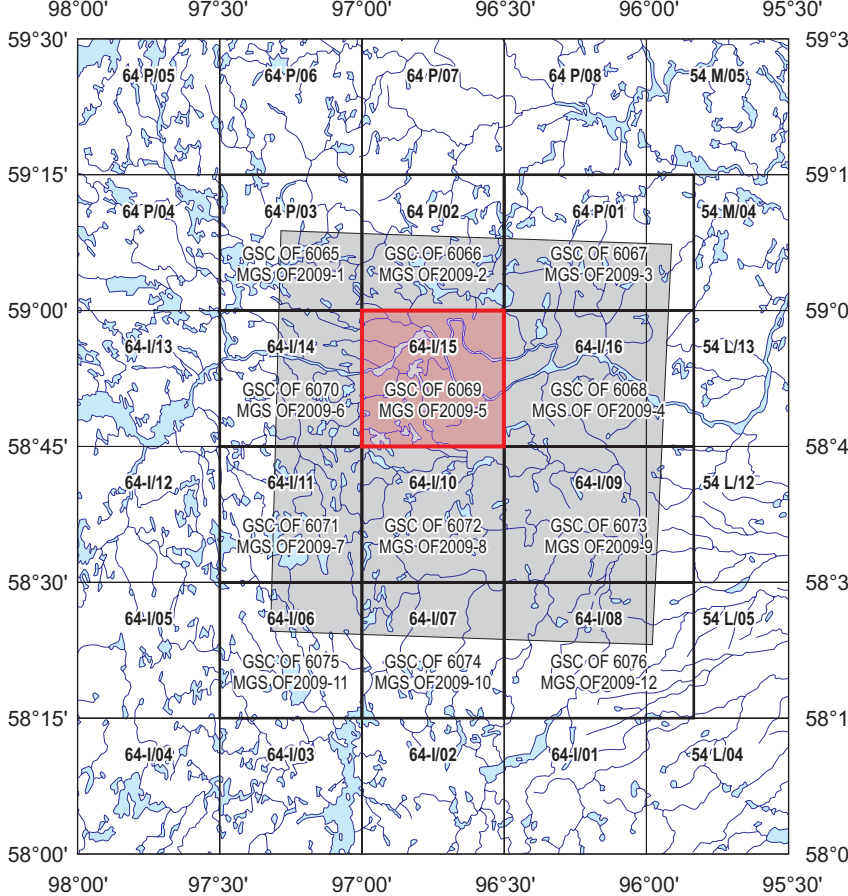 98°00' 97°30' 97°00' 96°30' 96°00' 95°30'
59°30' 59°3
64 P/05 64 P/06 64 P/07 64 P/08 54 M/05
59°15' 59°1
64 P/04 64 P/03 64 P/02 64 P/01 54 M/04
GSC OF 6065 GSC OF 6066 GSC OF 6067
MGS OF2009-1 MGS OF2009-2 MGS OF2009-3
59°00' 59°0
64-I/13 64-I/14 64-I/15 64-I/16 54 L/13
GSC OF 6070 GSC OF 6069 GSC OF 6068
MGS OF2009-6 MGS OF2009-5 MGS OF OF2009-4
58°45' 58°4
64-I/12 64-I/11 64-I/10 64-I/09 54 L/12
GSC OF 6071 GSC OF 6072 GSC OF 6073
MGS OF2009-7 MGS OF2009-8 MGS OF2009-9
58°30' 58°3
64-I/05 64-I/06 64-I/07 64-I/08 54 L/05
GSC OF 6075 GSC OF 6074 GSC OF 6076
MGS OF2009-11 MGS OF2009-10 MGS OF2009-12
58°15' 58°1
64-I/04 64-I/03 64-I/02 64-I/01 54 L/04
58°00' 58°0
98°00' 97°30' 97°00' 96°30' 96°00' 95°30'